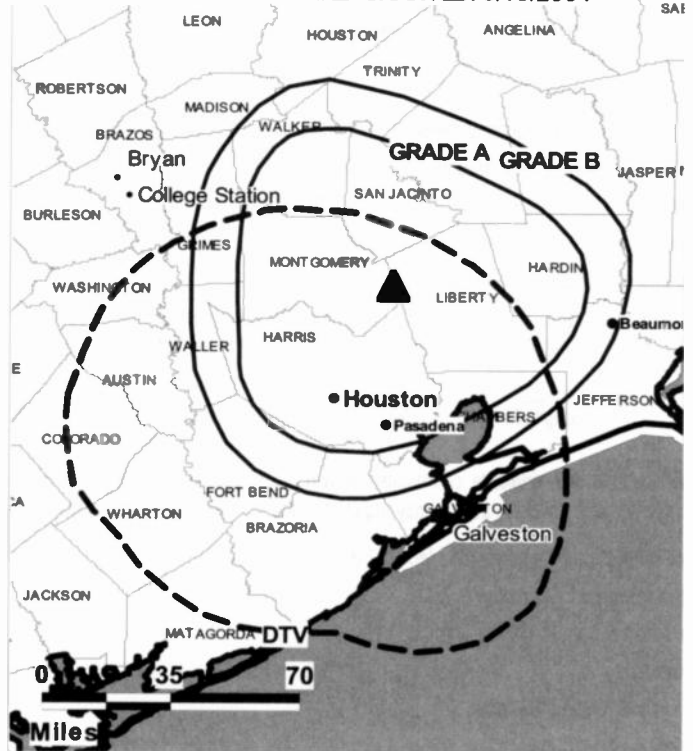 LEON
HOUSTON
ANGELINA
TRINITY
ROBERTSON
MADISON
WALKER
BRAZOS
GRADE A GRADE B
Bryan
JASPER
College Station
SAN JACINTO
BURLESON
GRIMES
MONTGOMERY
HARDIN
WASHINGTON
LIBERTY
Beaumon
HARRIS
WALLER
AUSTIN
Houston
JEFFERSON
Pasadena
COLORADO
FORT BEND
WHARTON
BRAZORIA
Galveston
JACKSON
MATAGORDA DTV
0 35 70
Miles